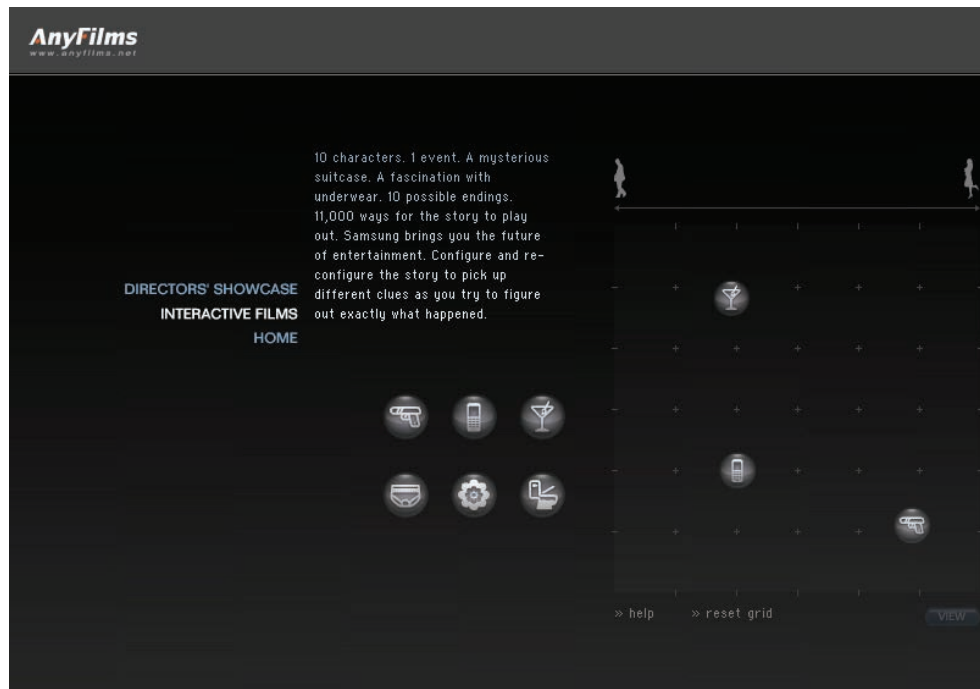 AnyFilms
www.anyfilms.net
10 characters. 1 event. A mysterious
suitcase. A fascination with
underwear. 10 possible endings.
11,000 ways for the story to play
out. Samsung brings you the future
of entertainment. Configure and re-
configure the story to pick up
different clues as you try to figure
out exactly what happened.
DIRECTORS' SHOWCASE
INTERACTIVE FILMS
HOME
» help
» reset grid
VIEW